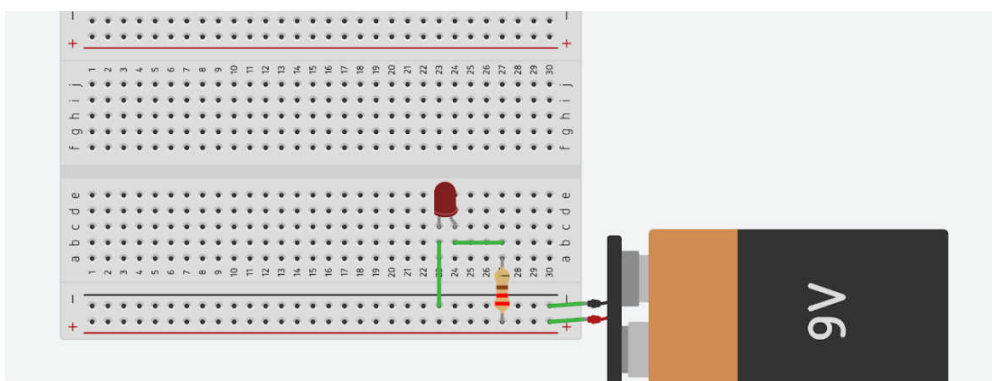 − −
+ +
1 2 3 4 5 6 7 8 9 10 11 12 13 14 15 16 17 18 19 20 21 22 23 24 25 26 27 28 29 30
j j
i i
h h
g g
f f
e e
d d
c c
b b
a a
1 2 3 4 5 6 7 8 9 10 11 12 13 14 15 16 17 18 19 20 21 22 24 25 26 28 29 30
− −
+ +
9V